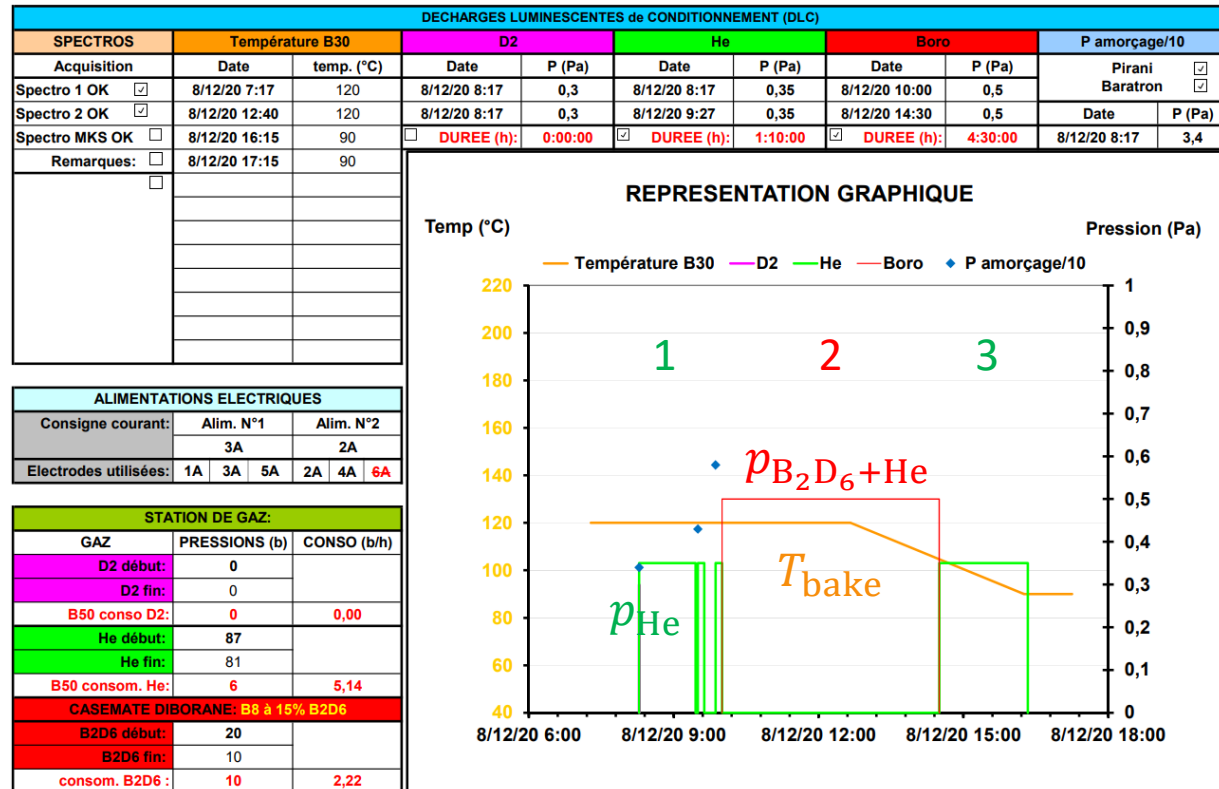 DECHARGES LUMINESCENTES de CONDITIONNEMENT (DLC)
SPECTROS Température B30 D2 He Boro P amorçage/10
Acquisition Date temp. (°C) Date P (Pa) Date P (Pa) Date P (Pa) Pirani
Baratron
Spectro 1 OK 8/12/20 7:17 120 8/12/20 8:17 0,3 8/12/20 8:17 0,35 8/12/20 10:00 0,5
Spectro 2 OK 8/12/20 12:40 120 8/12/20 8:17 0,3 8/12/20 9:27 0,35 8/12/20 14:30 0,5 Date P (Pa)
Spectro MKS OK 8/12/20 16:15 90 DUREE (h): 0:00:00 DUREE (h): 1:10:00 DUREE (h): 4:30:00 8/12/20 8:17 3,4
Remarques: 8/12/20 17:15 90
ALIMENTATIONS ELECTRIQUES
Consigne courant: Alim. N°1 Alim. N°2
3A 2A
Electrodes utilisées: 1A 3A 5A 2A 4A 6A
STATION DE GAZ:
GAZ PRESSIONS (b) CONSO (b/h)
D2 début: 0
D2 fin: 0
B50 conso D2: 0 0,00
He début: 87
He fin: 81
B50 consom. He: 6 5,14
CASEMATE DIBORANE: B8 à 15% B2D6
B2D6 début: 20
B2D6 fin: 10
consom. B2D6 : 10 2,22
REPRESENTATION GRAPHIQUE
Temp (°C) Pression (Pa)
Température B30 D2 He Boro P amorçage/10
220 1
0,9
200
0,8
1 2 3
180
0,7
160
0,6
140
p_B₂D₆+He
0,5
120
0,4
T_bake
100
0,3
p_He
80
0,2
60
0,1
40 0
8/12/20 6:00 8/12/20 9:00 8/12/20 12:00 8/12/20 15:00 8/12/20 18:00